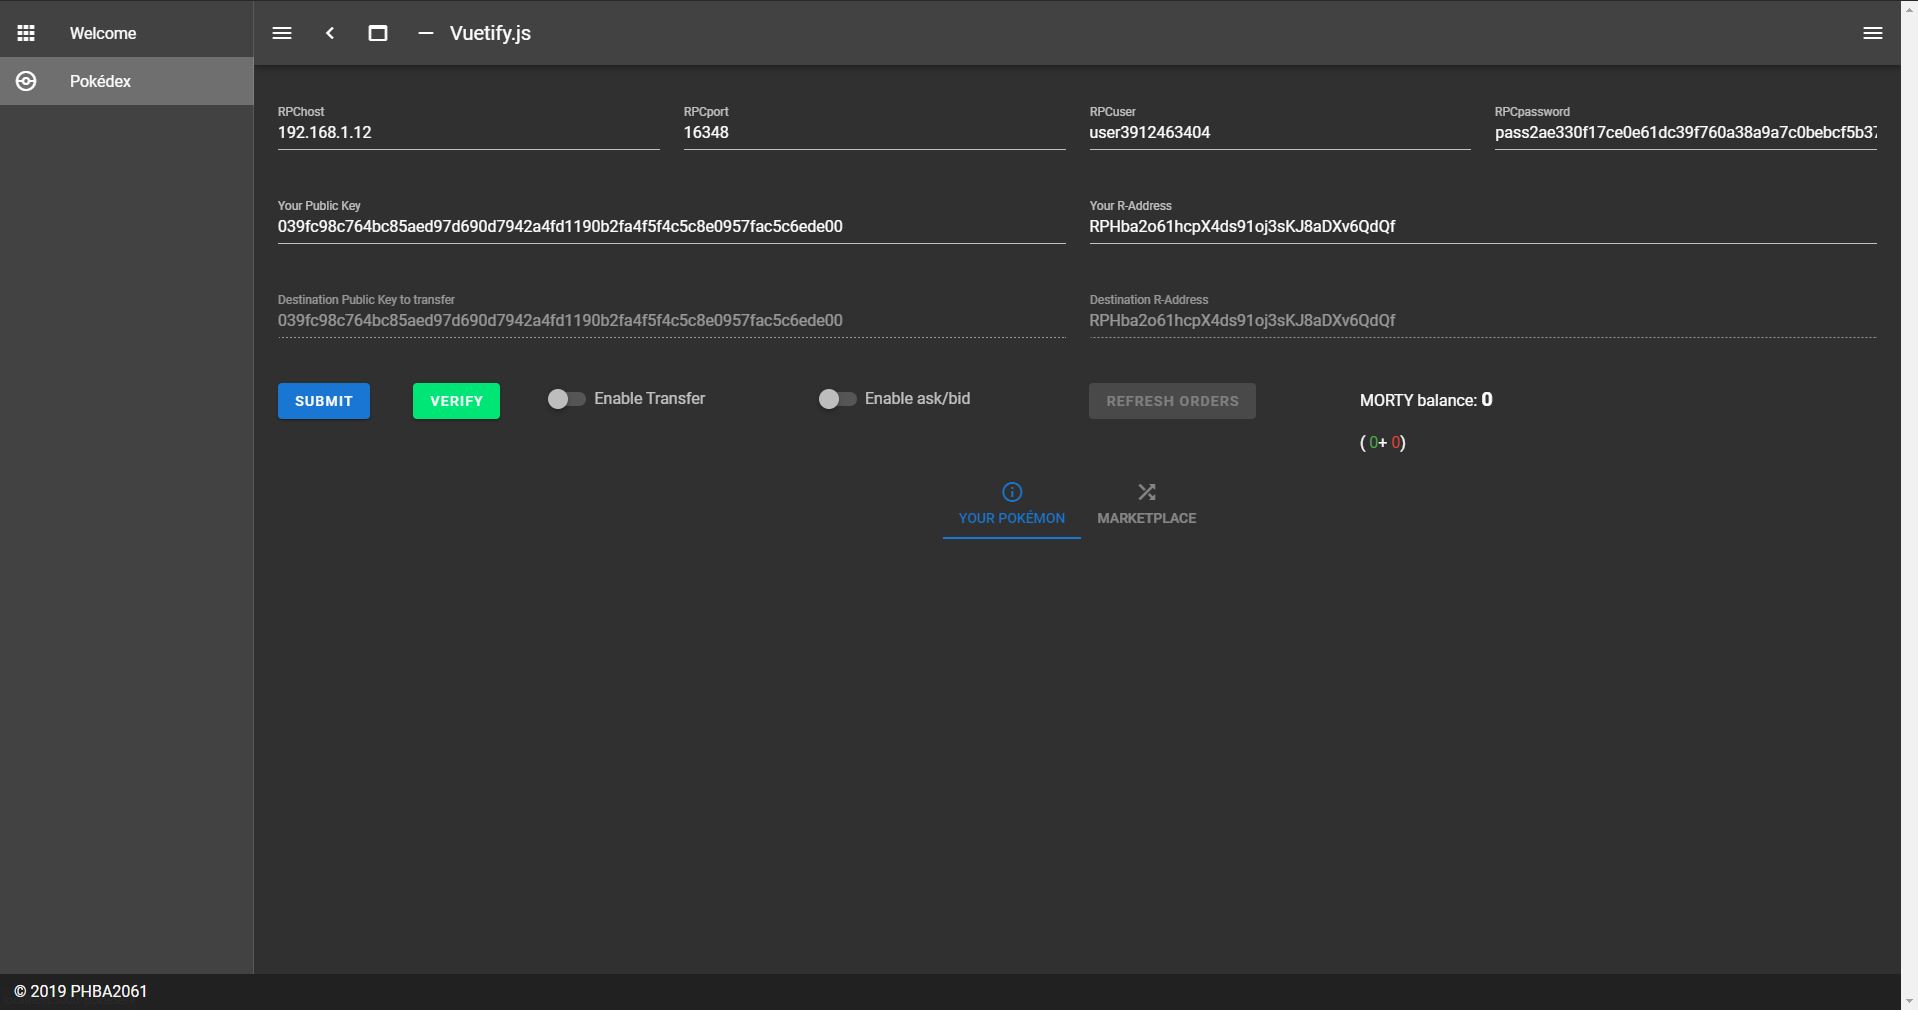 Welcome
Pokédex
Vuetify.js
RPChost
192.168.1.12
RPCport
16348
RPCuser
user3912463404
RPCpassword
pass2ae330f17ce0e61dc39f760a38a9a7c0bebcf5b37
Your Public Key
039fc98c764bc85aed97d690d7942a4fd1190b2fa4f5f4c5c8e0957fac5c6ede00
Your R-Address
RPHba2o61hcpX4ds91oj3sKJ8aDXv6QdQf
Destination Public Key to transfer
039fc98c764bc85aed97d690d7942a4fd1190b2fa4f5f4c5c8e0957fac5c6ede00
Destination R-Address
RPHba2o61hcpX4ds91oj3sKJ8aDXv6QdQf
SUBMIT
VERIFY
Enable Transfer
Enable ask/bid
REFRESH ORDERS
MORTY balance: 0
( 0+ 0)
YOUR POKÉMON
MARKETPLACE
© 2019 PHBA2061